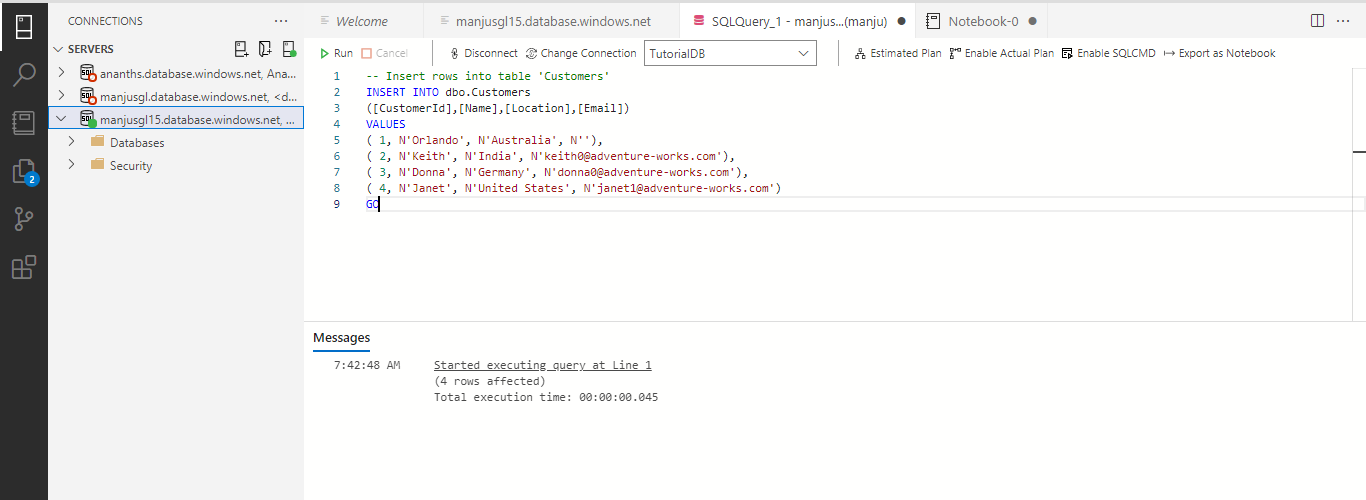 CONNECTIONS ···
SERVERS
ananths.database.windows.net, Ana...
manjusgl.database.windows.net, <d...
manjusgl15.database.windows.net, ...
Databases
Security
2
Welcome
manjusgl15.database.windows.net
SQLQuery_1 - manjus...(manju)
Notebook-0
Run Cancel Disconnect Change Connection TutorialDB Estimated Plan Enable Actual Plan Enable SQLCMD Export as Notebook
1 -- Insert rows into table 'Customers'
2 INSERT INTO dbo.Customers
3 ([CustomerId],[Name],[Location],[Email])
4 VALUES
5 ( 1, N'Orlando', N'Australia', N''),
6 ( 2, N'Keith', N'India', N'keith0@adventure-works.com'),
7 ( 3, N'Donna', N'Germany', N'donna0@adventure-works.com'),
8 ( 4, N'Janet', N'United States', N'janet1@adventure-works.com')
9 GO
Messages
7:42:48 AM Started executing query at Line 1
(4 rows affected)
Total execution time: 00:00:00.045